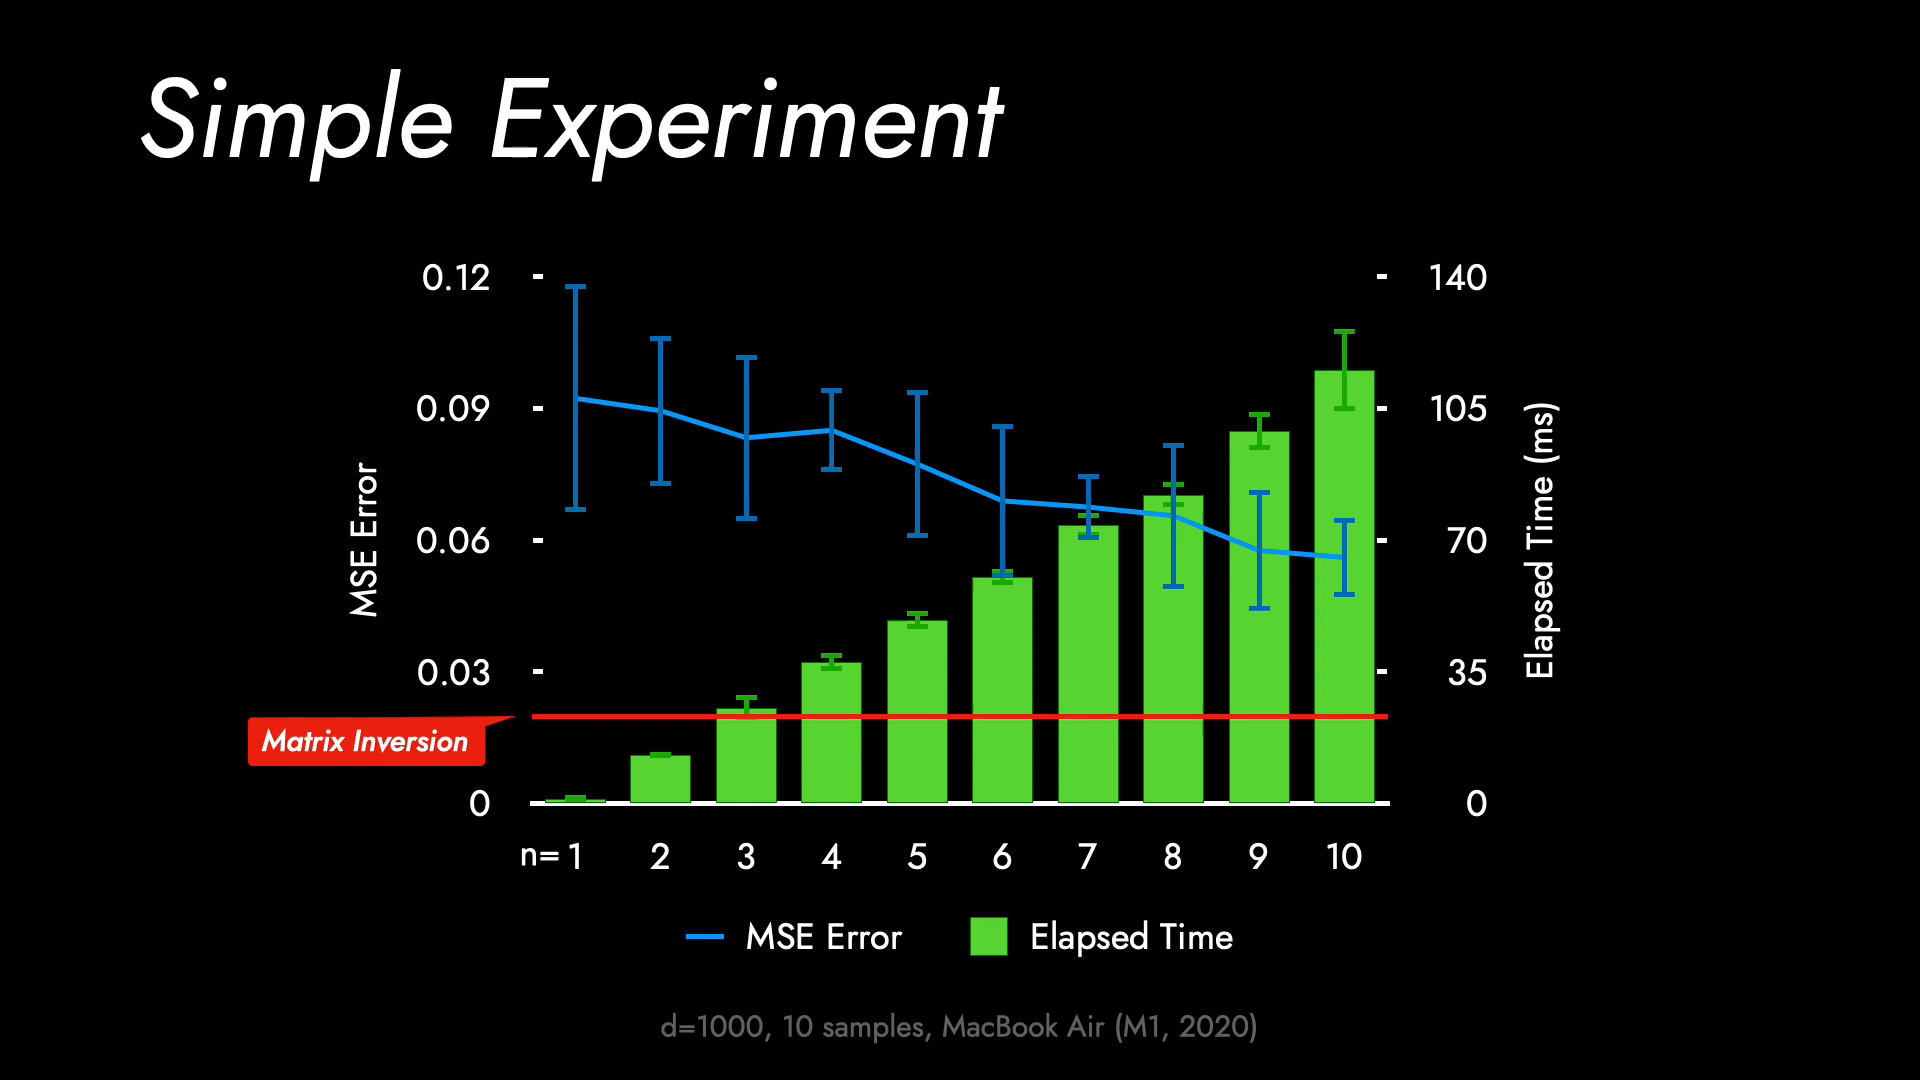 Simple Experiment
0.12
0.09
0.06
0.03
0
MSE Error
Matrix Inversion
140
105
70
35
0
Elapsed Time (ms)
n= 1 2 3 4 5 6 7 8 9 10
MSE Error Elapsed Time
d=1000, 10 samples, MacBook Air (M1, 2020)